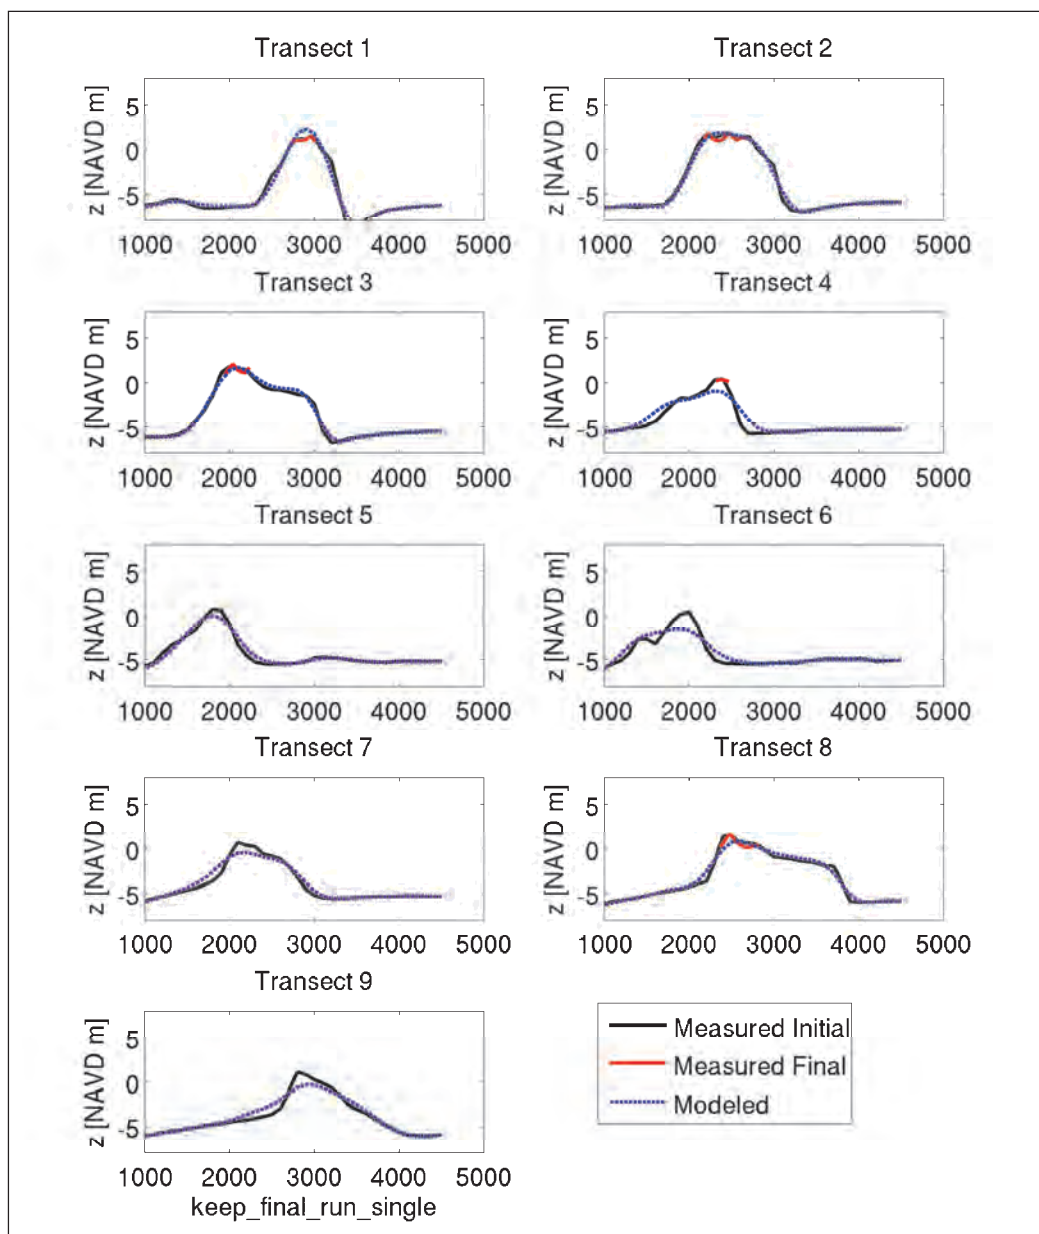 Transect 1
Transect 2
z [NAVD m]
5
0
-5
1000 2000 3000 4000 5000
z [NAVD m]
5
0
-5
1000 2000 3000 4000 5000
Transect 3
Transect 4
z [NAVD m]
5
0
-5
1000 2000 3000 4000 5000
z [NAVD m]
5
0
-5
1000 2000 3000 4000 5000
Transect 5
Transect 6
z [NAVD m]
5
0
-5
1000 2000 3000 4000 5000
z [NAVD m]
5
0
-5
1000 2000 3000 4000 5000
Transect 7
Transect 8
z [NAVD m]
5
0
-5
1000 2000 3000 4000 5000
z [NAVD m]
5
0
-5
1000 2000 3000 4000 5000
Transect 9
z [NAVD m]
5
0
-5
1000 2000 3000 4000 5000
keep_final_run_single
Measured Initial
Measured Final
Modeled